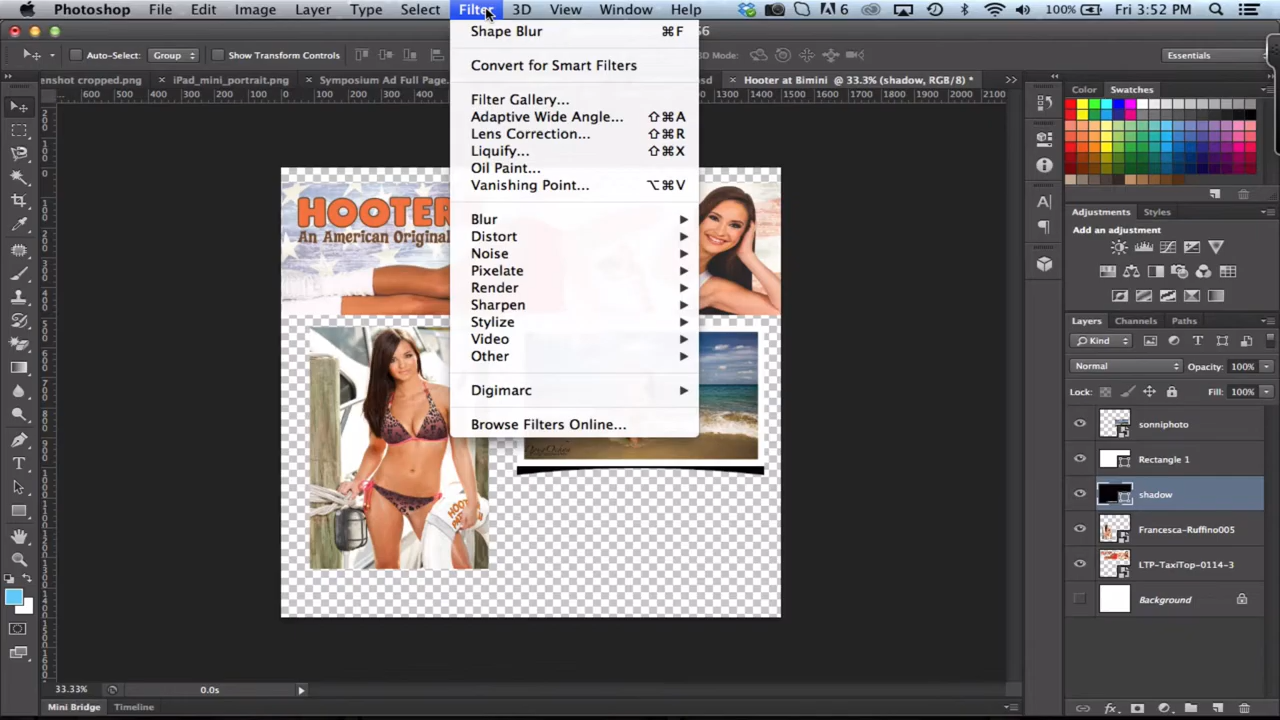 Photoshop File Edit Image Layer Type Select Filter 3D View Window Help 6 100% Fri 3:52 PM
Shape Blur ⌘F
Auto-Select: Group Show Transform Controls 3D Mode: Essentials
Convert for Smart Filters
enshot cropped.png × iPad_mini_portrait.png × Symposium Ad Full Page. sd × Hooter at Bimini @ 33.3% (shadow, RGB/8) * >>
600 500 400 300 200 100 0 100 200 1300 1400 1500 1600 1700 1800 1900 2000 2100
Filter Gallery...
Adaptive Wide Angle... ⇧⌘A
Lens Correction... ⇧⌘R
Liquify... ⇧⌘X
Oil Paint...
Vanishing Point... ⌥⌘V
Blur
Distort
Noise
Pixelate
Render
Sharpen
Stylize
Video
Other
Digimarc
Browse Filters Online...
HOOTER
An American Original
Color Swatches
Adjustments Styles
Add an adjustment
Layers Channels Paths
Kind
Normal Opacity: 100%
Lock: Fill: 100%
sonniphoto
Rectangle 1
shadow
Francesca-Ruffino005
LTP-TaxiTop-0114-3
Background
33.33% 0.0s
Mini Bridge Timeline